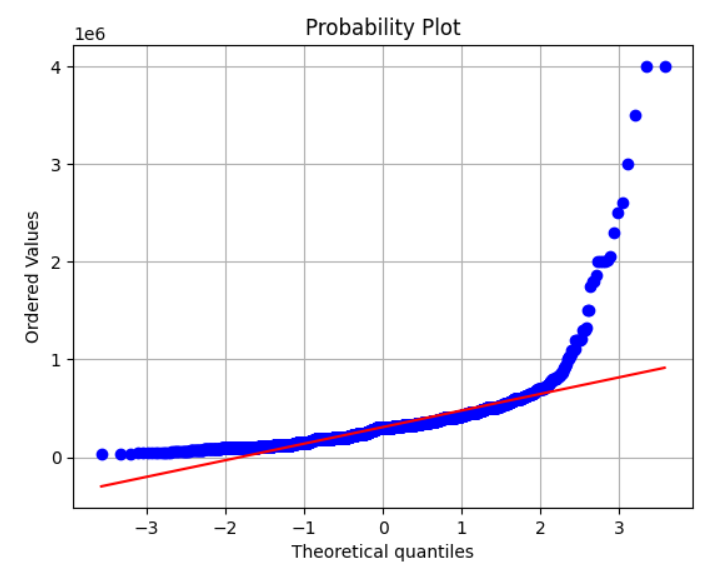 Probability Plot
1e6
4
3
2
1
0
Ordered Values
−3 −2 −1 0 1 2 3
Theoretical quantiles